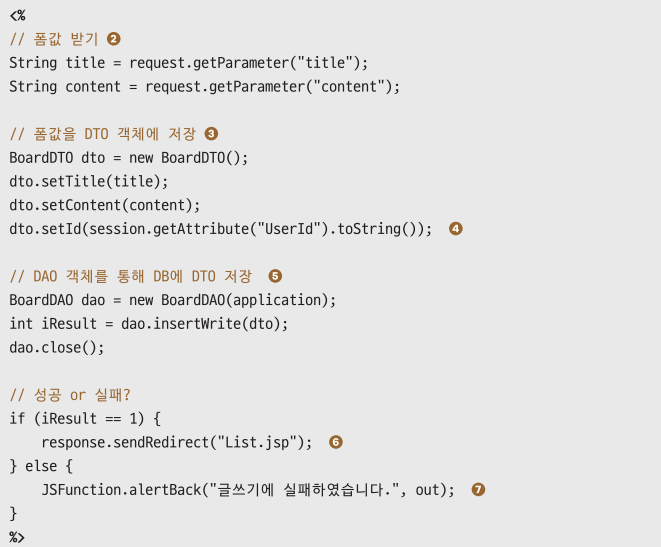 <%
// 폼값 받기 ❷
String title = request.getParameter("title");
String content = request.getParameter("content");
// 폼값을 DTO 객체에 저장 ❸
BoardDTO dto = new BoardDTO();
dto.setTitle(title);
dto.setContent(content);
dto.setId(session.getAttribute("UserId").toString()); ❹
// DAO 객체를 통해 DB에 DTO 저장 ❺
BoardDAO dao = new BoardDAO(application);
int iResult = dao.insertWrite(dto);
dao.close();
// 성공 or 실패?
if (iResult == 1) {
    response.sendRedirect("List.jsp"); ❻
} else {
    JSFunction.alertBack("글쓰기에 실패하였습니다.", out); ❼
}
%>